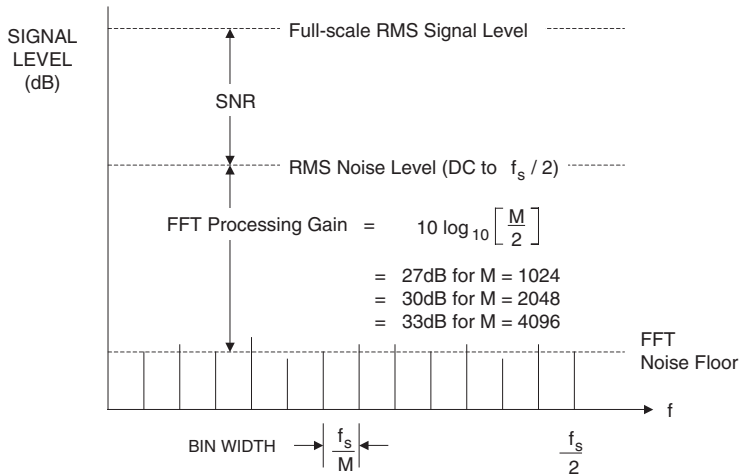 SIGNAL
LEVEL
(dB)
Full-scale RMS Signal Level
SNR
RMS Noise Level (DC to f_s / 2)
FFT Processing Gain = 10 log_10 [M/2]
= 27dB for M = 1024
= 30dB for M = 2048
= 33dB for M = 4096
FFT
Noise Floor
f
BIN WIDTH
f_s
M
f_s
2